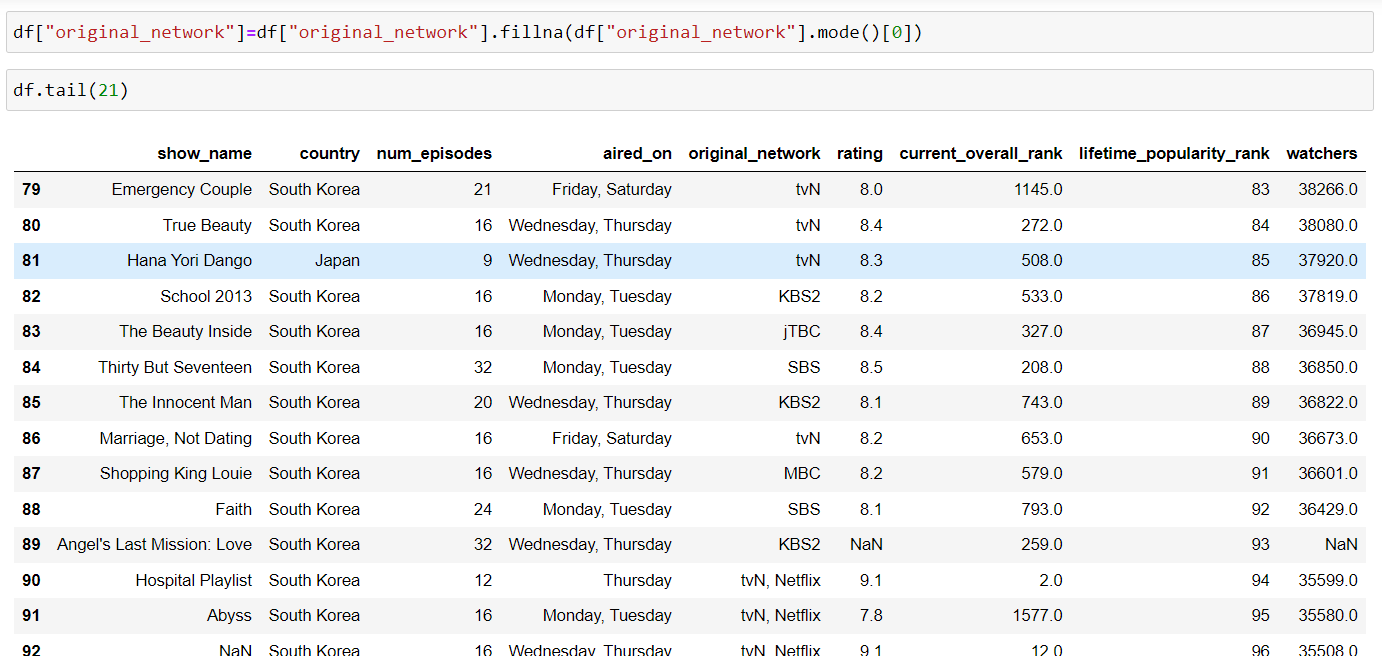 df["original_network"]=df["original_network"].fillna(df["original_network"].mode()[0])
df.tail(21)
show_name country num_episodes aired_on original_network rating current_overall_rank lifetime_popularity_rank watchers
79 Emergency Couple South Korea 21 Friday, Saturday tvN 8.0 1145.0 83 38266.0
80 True Beauty South Korea 16 Wednesday, Thursday tvN 8.4 272.0 84 38080.0
81 Hana Yori Dango Japan 9 Wednesday, Thursday tvN 8.3 508.0 85 37920.0
82 School 2013 South Korea 16 Monday, Tuesday KBS2 8.2 533.0 86 37819.0
83 The Beauty Inside South Korea 16 Monday, Tuesday jTBC 8.4 327.0 87 36945.0
84 Thirty But Seventeen South Korea 32 Monday, Tuesday SBS 8.5 208.0 88 36850.0
85 The Innocent Man South Korea 20 Wednesday, Thursday KBS2 8.1 743.0 89 36822.0
86 Marriage, Not Dating South Korea 16 Friday, Saturday tvN 8.2 653.0 90 36673.0
87 Shopping King Louie South Korea 16 Wednesday, Thursday MBC 8.2 579.0 91 36601.0
88 Faith South Korea 24 Monday, Tuesday SBS 8.1 793.0 92 36429.0
89 Angel's Last Mission: Love South Korea 32 Wednesday, Thursday KBS2 NaN 259.0 93 NaN
90 Hospital Playlist South Korea 12 Thursday tvN, Netflix 9.1 2.0 94 35599.0
91 Abyss South Korea 16 Monday, Tuesday tvN, Netflix 7.8 1577.0 95 35580.0
92 NaN South Korea 16 Wednesday, Thursday tvN, Netflix 9.1 12.0 96 35508.0